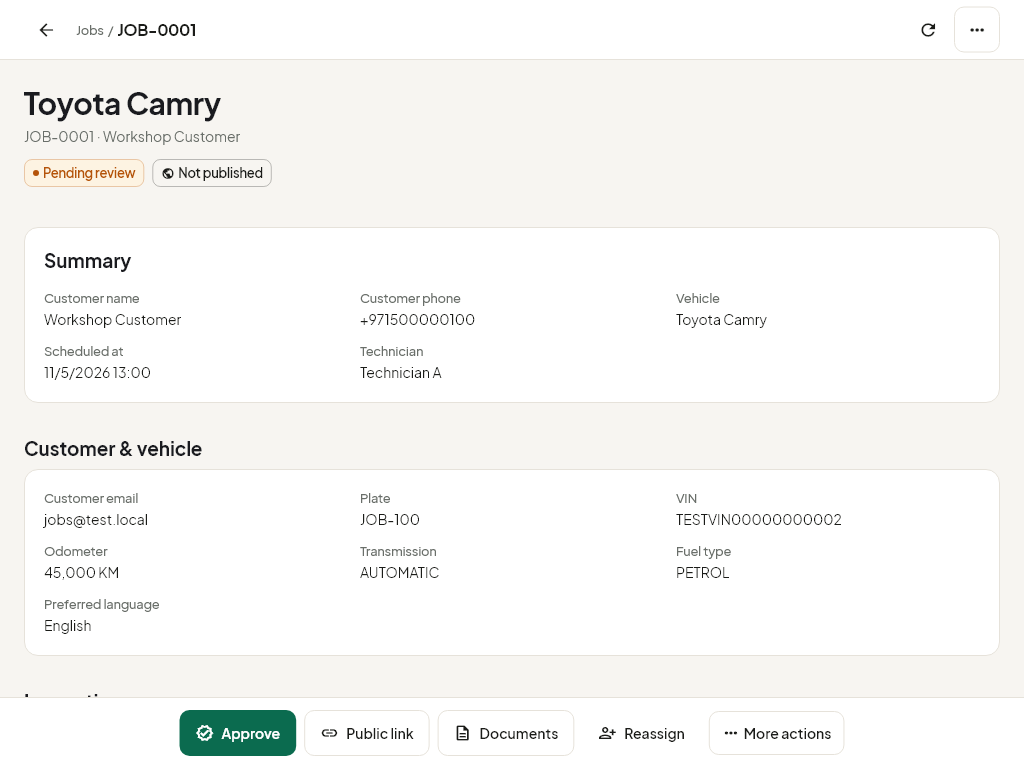 Jobs / JOB-0001
Toyota Camry
JOB-0001 · Workshop Customer
Pending review
Not published
Summary
Customer name
Customer phone
Vehicle
Workshop Customer
+971500000100
Toyota Camry
Scheduled at
Technician
11/5/2026 13:00
Technician A
Customer & vehicle
Customer email
Plate
VIN
jobs@test.local
JOB-100
TESTVIN00000000002
Odometer
Transmission
Fuel type
45,000 KM
AUTOMATIC
PETROL
Preferred language
English
Approve
Public link
Documents
Reassign
More actions